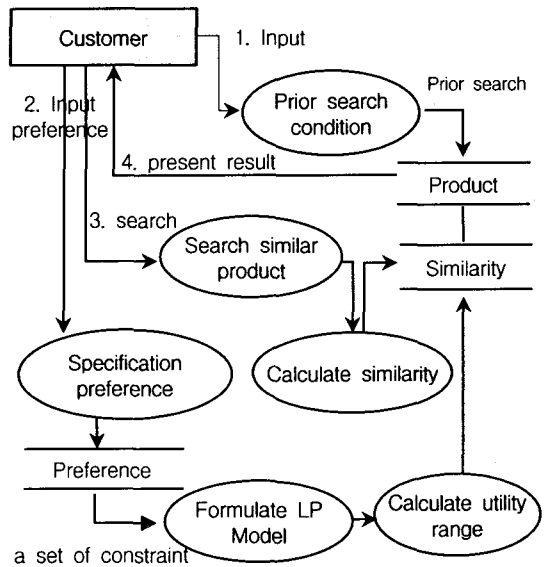 Customer
1. Input
Prior search
condition
Prior search
2. Input
preference
4. present result
Product
3. search
Search similar
product
Similarity
Specification
preference
Calculate similarity
Preference
Formulate LP
Model
Calculate utility
range
a set of constraint